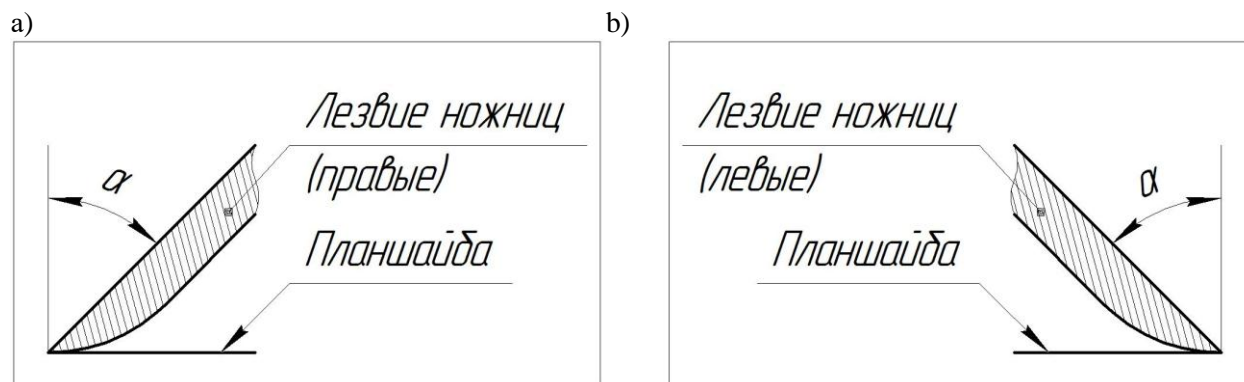 a)
b)
Лезвие ножниц
(правые)
α
Планшайба
Лезвие ножниц
(левые)
α
Планшайба